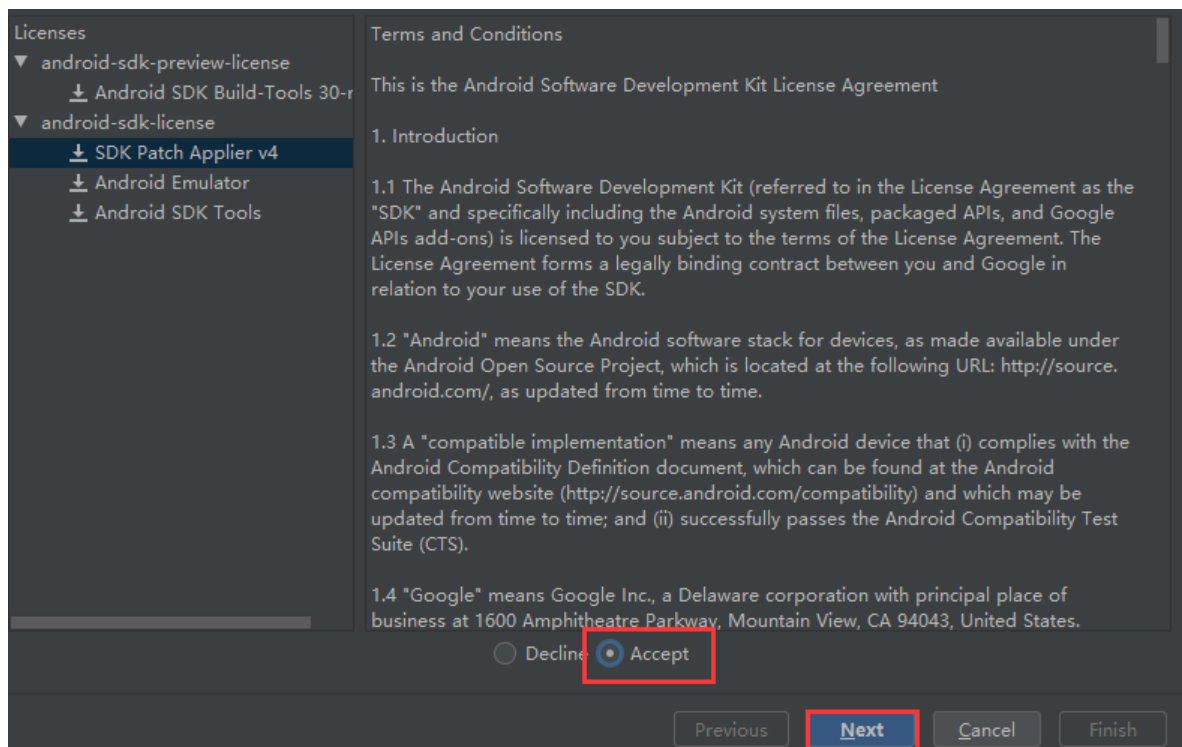 Licenses
android-sdk-preview-license
Android SDK Build-Tools 30-r
android-sdk-license
SDK Patch Applier v4
Android Emulator
Android SDK Tools
Terms and Conditions
This is the Android Software Development Kit License Agreement
1. Introduction
1.1 The Android Software Development Kit (referred to in the License Agreement as the
"SDK" and specifically including the Android system files, packaged APIs, and Google
APIs add-ons) is licensed to you subject to the terms of the License Agreement. The
License Agreement forms a legally binding contract between you and Google in
relation to your use of the SDK.
1.2 "Android" means the Android software stack for devices, as made available under
the Android Open Source Project, which is located at the following URL: http://source.
android.com/, as updated from time to time.
1.3 A "compatible implementation" means any Android device that (i) complies with the
Android Compatibility Definition document, which can be found at the Android
compatibility website (http://source.android.com/compatibility) and which may be
updated from time to time; and (ii) successfully passes the Android Compatibility Test
Suite (CTS).
1.4 "Google" means Google Inc., a Delaware corporation with principal place of
business at 1600 Amphitheatre Parkway, Mountain View, CA 94043, United States.
Decline Accept
Previous Next Cancel Finish